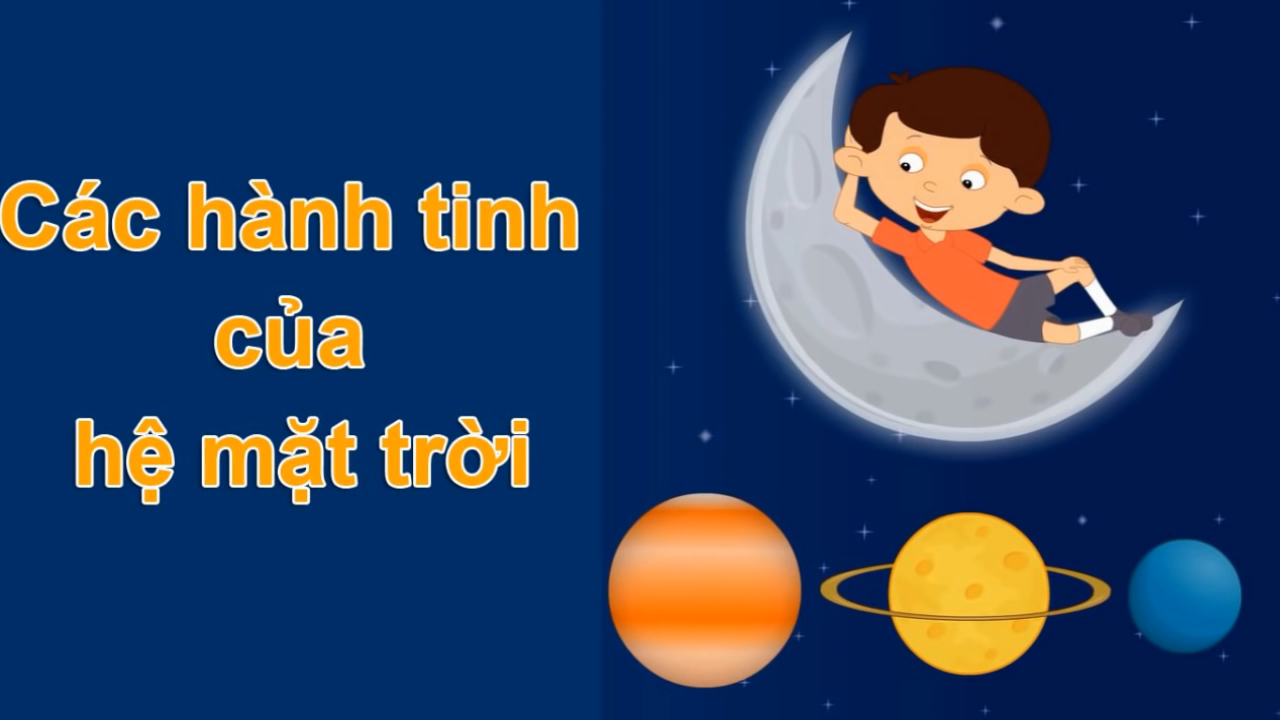 Các hành tinh
của
hệ mặt trời